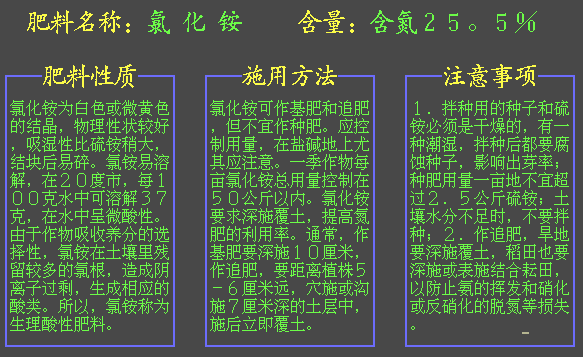 肥料名称：氯 化 铵
含量：含氮２５。５％
肥料性质
氯化铵为白色或微黄色
的结晶，物理性状较好
，吸湿性比硫铵稍大，
结块后易碎。氯铵易溶
解，在２０度市，每１
１００克水中可溶解３７
克，在水中呈微酸性。
由于作物吸收养分的选
择性，氯铵在土壤里残
留较多的氯根，造成阴
离子过剩，生成相应的
酸类。所以，氯铵称为
生理酸性肥料。
施用方法
氯化铵可作基肥和追肥
，但不宜作种肥。应控
制用量，在盐碱地上尤
其应注意。一季作物每
亩氯化铵总用量控制在
５０公斤以内。氯化铵
要求深施覆土，提高氮
肥的利用率。通常，作
基肥要深施１０厘米，
作追肥，要距离植株５
－６厘米远，穴施或沟
施７厘米深的土层中，
施后立即覆土。
注意事项
１．拌种用的种子和硫
铵必须是干燥的，有一
种潮湿，拌种后都要腐
蚀种子，影响出芽率；
种肥用量一亩地不宜超
过２．５公斤硫铵；土
壤水分不足时，不要拌
种；２．作追肥，旱地
要深施覆土，稻田也要
深施或表施结合耘田，
以防止氨的挥发和硝化
或反硝化的脱氮等损失
。